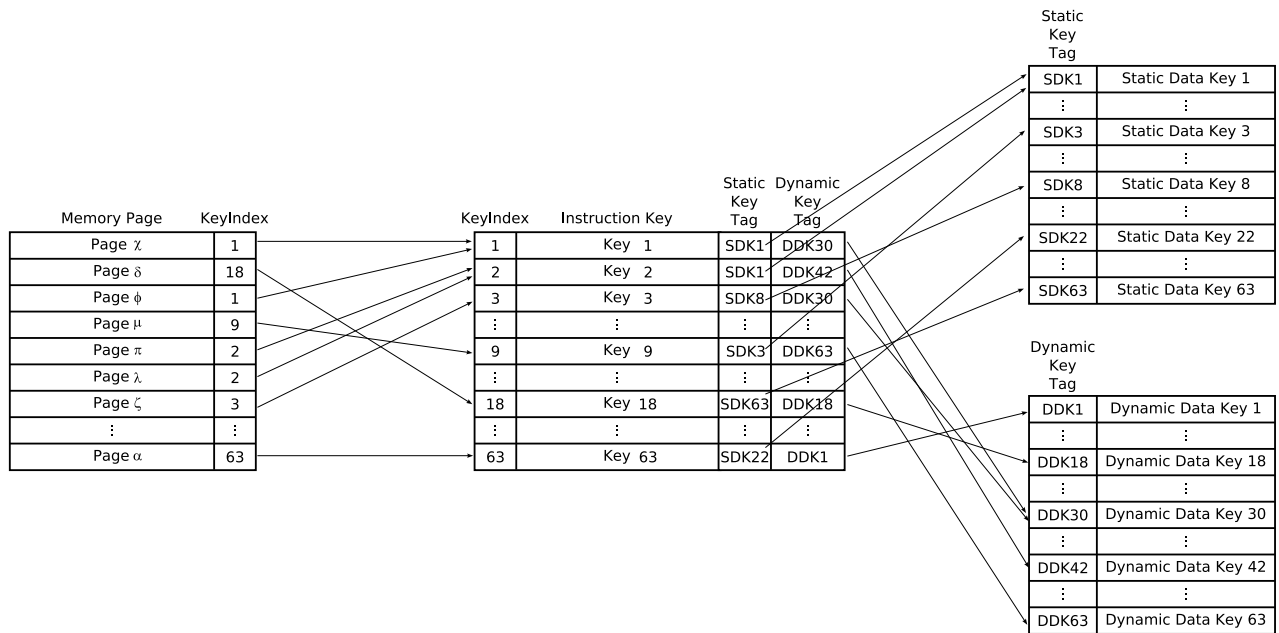 Memory Page KeyIndex
Page χ 1
Page δ 18
Page ϕ 1
Page μ 9
Page π 2
Page λ 2
Page ζ 3
⋮ ⋮
Page α 63
Static
Key
Tag
Dynamic
Key
Tag
KeyIndex Instruction Key
1 Key 1 SDK1 DDK30
2 Key 2 SDK1 DDK42
3 Key 3 SDK8 DDK30
⋮ ⋮ ⋮ ⋮
9 Key 9 SDK3 DDK63
⋮ ⋮ ⋮ ⋮
18 Key 18 SDK63 DDK18
⋮ ⋮ ⋮ ⋮
63 Key 63 SDK22 DDK1
Static
Key
Tag
SDK1 Static Data Key 1
⋮ ⋮
SDK3 Static Data Key 3
⋮ ⋮
SDK8 Static Data Key 8
⋮ ⋮
SDK22 Static Data Key 22
⋮ ⋮
SDK63 Static Data Key 63
Dynamic
Key
Tag
DDK1 Dynamic Data Key 1
⋮ ⋮
DDK18 Dynamic Data Key 18
⋮ ⋮
DDK30 Dynamic Data Key 30
⋮ ⋮
DDK42 Dynamic Data Key 42
⋮ ⋮
DDK63 Dynamic Data Key 63